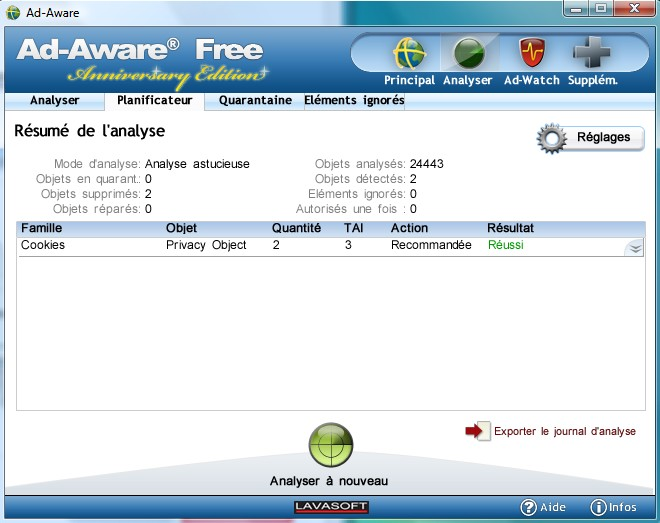 Ad-Aware
Ad-Aware® Free
Anniversary Edition
Principal Analyser Ad-Watch Supplém.
Analyser Planificateur Quarantaine Eléments ignorés
Résumé de l'analyse
Réglages
Mode d'analyse: Analyse astucieuse Objets analysés: 24443
Objets en quarant.: 0 Objets détectés: 2
Objets supprimés: 2 Eléments ignorés: 0
Objets réparés: 0 Autorisés une fois : 0
Famille Objet Quantité TAI Action Résultat
Cookies Privacy Object 2 3 Recommandée Réussi
Exporter le journal d'analyse
Analyser à nouveau
LAVASOFT
Aide Infos